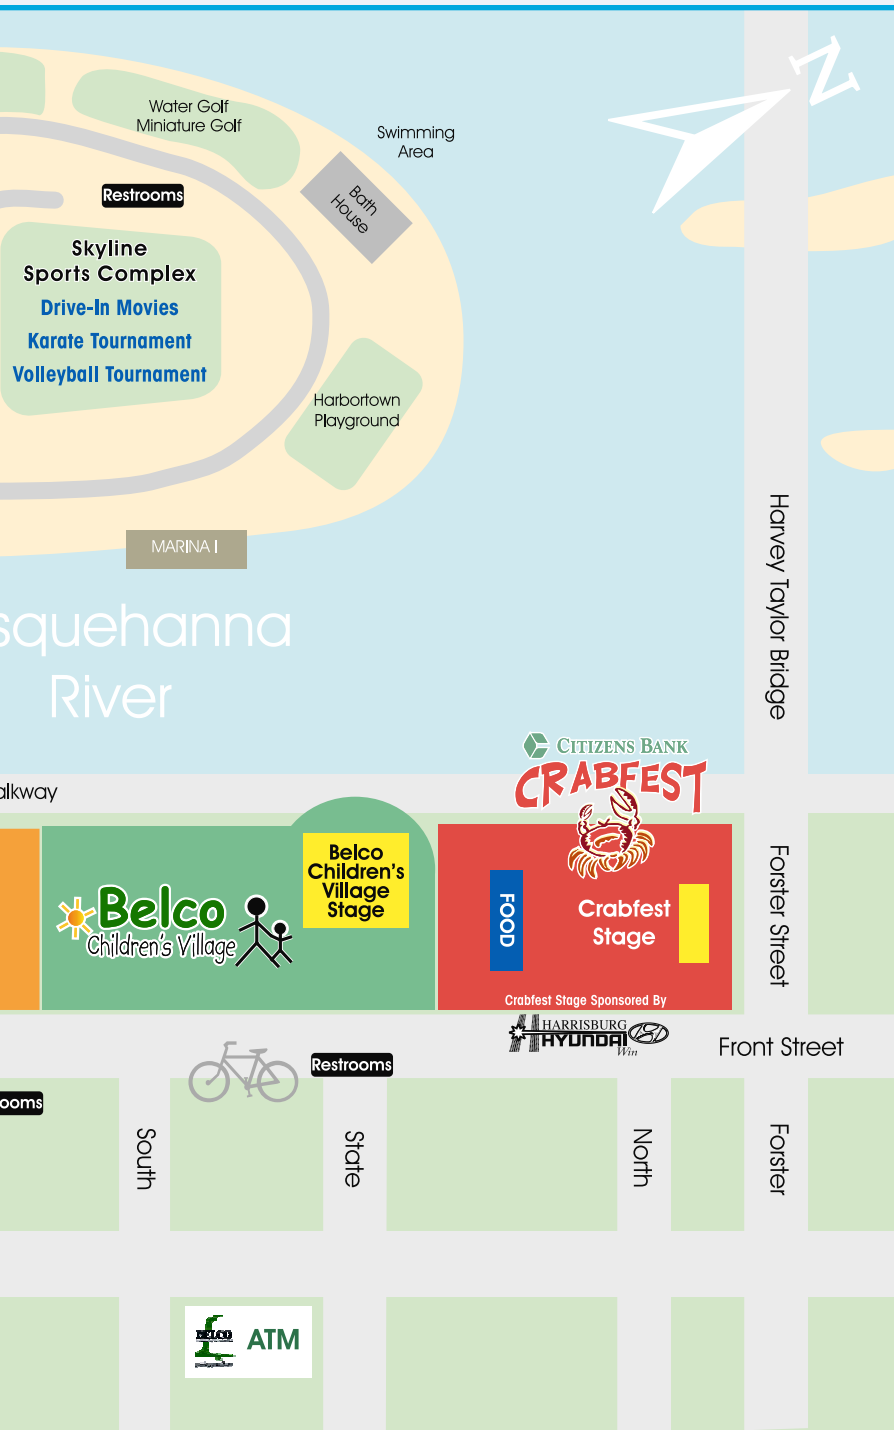 N
Water Golf
Miniature Golf
Swimming
Area
Restrooms
Bath
House
Skyline
Sports Complex
Drive-In Movies
Karate Tournament
Volleyball Tournament
Harbortown
Playground
Harvey Taylor Bridge
MARINA I
squehanna
River
CITIZENS BANK
CRABFEST
alkway
Belco
Children's
Village
Stage
Belco
Children's Village
FOOD
Crabfest
Stage
Forster Street
Crabfest Stage Sponsored By
HARRISBURG
HYUNDAI
Win
Front Street
Restrooms
ooms
South
State
North
Forster
BELCO
ATM